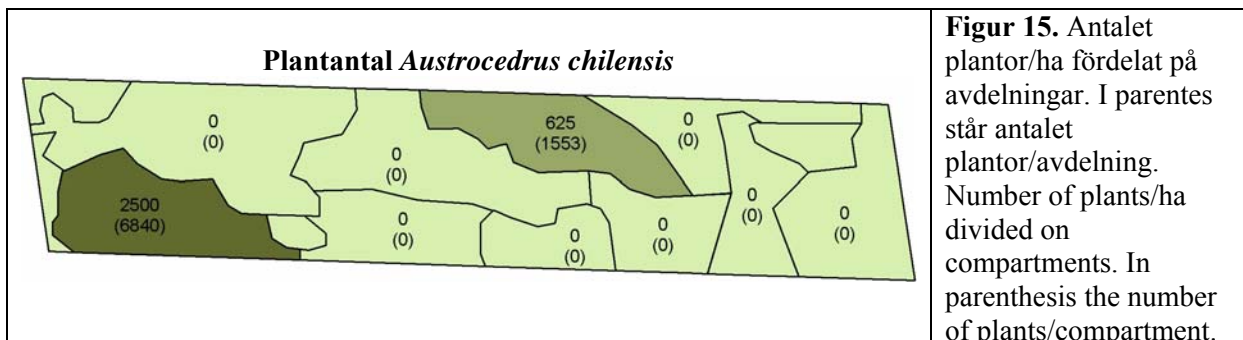 Plantantal Austrocedrus chilensis
0
(0)
625
(1553)
0
(0)
0
(0)
2500
(6840)
0
(0)
0
(0)
0
(0)
0
(0)
0
(0)
Figur 15. Antalet
plantor/ha fördelat på
avdelningar. I parentes
står antalet
plantor/avdelning.
Number of plants/ha
divided on
compartments. In
parenthesis the number
of plants/compartment.